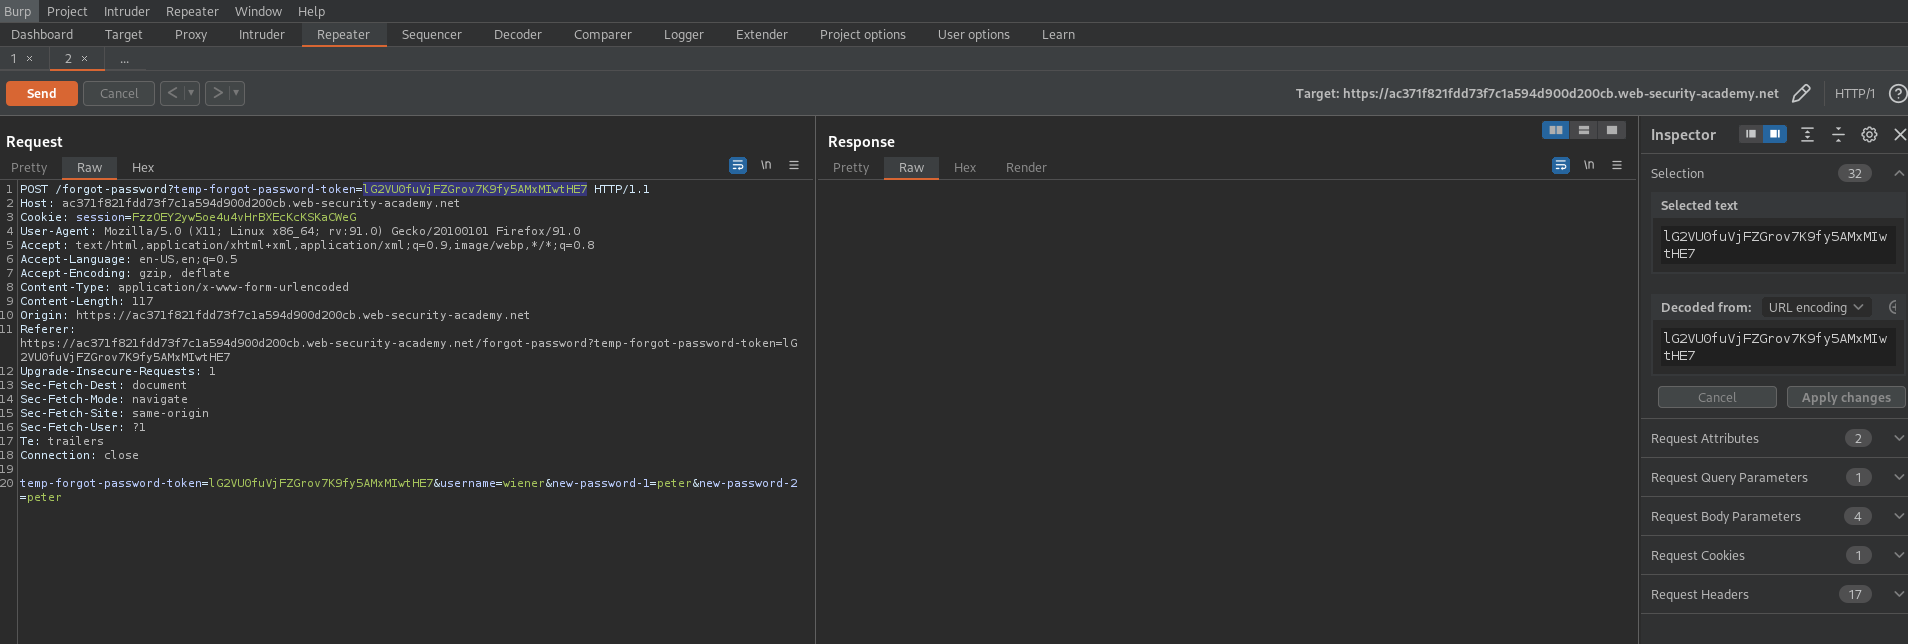 Burp Project Intruder Repeater Window Help
Dashboard Target Proxy Intruder Repeater Sequencer Decoder Comparer Logger Extender Project options User options Learn
1 × 2 × ...
Send Cancel < > Target: https://ac371f821fdd73f7c1a594d900d200cb.web-security-academy.net HTTP/1 ?
Request
Pretty Raw Hex \n
1 POST /forgot-password?temp-forgot-password-token=lG2VU0fuVjFZGrov7K9fy5AMxMIwtHE7 HTTP/1.1
2 Host: ac371f821fdd73f7c1a594d900d200cb.web-security-academy.net
3 Cookie: session=FzzOEY2yw5oe4u4vHrBXEcKcKSKaCWeG
4 User-Agent: Mozilla/5.0 (X11; Linux x86_64; rv:91.0) Gecko/20100101 Firefox/91.0
5 Accept: text/html,application/xhtml+xml,application/xml;q=0.9,image/webp,*/*;q=0.8
6 Accept-Language: en-US,en;q=0.5
7 Accept-Encoding: gzip, deflate
8 Content-Type: application/x-www-form-urlencoded
9 Content-Length: 117
10 Origin: https://ac371f821fdd73f7c1a594d900d200cb.web-security-academy.net
11 Referer:
https://ac371f821fdd73f7c1a594d900d200cb.web-security-academy.net/forgot-password?temp-forgot-password-token=lG
2VU0fuVjFZGrov7K9fy5AMxMIwtHE7
12 Upgrade-Insecure-Requests: 1
13 Sec-Fetch-Dest: document
14 Sec-Fetch-Mode: navigate
15 Sec-Fetch-Site: same-origin
16 Sec-Fetch-User: ?1
17 Te: trailers
18 Connection: close
19
20 temp-forgot-password-token=lG2VU0fuVjFZGrov7K9fy5AMxMIwtHE7&username=wiener&new-password-1=peter&new-password-2
=peter
Response
Pretty Raw Hex Render \n
Inspector
Selection 32
Selected text
lG2VU0fuVjFZGrov7K9fy5AMxMIw
tHE7
Decoded from: URL encoding
lG2VU0fuVjFZGrov7K9fy5AMxMIw
tHE7
Cancel Apply changes
Request Attributes 2
Request Query Parameters 1
Request Body Parameters 4
Request Cookies 1
Request Headers 17